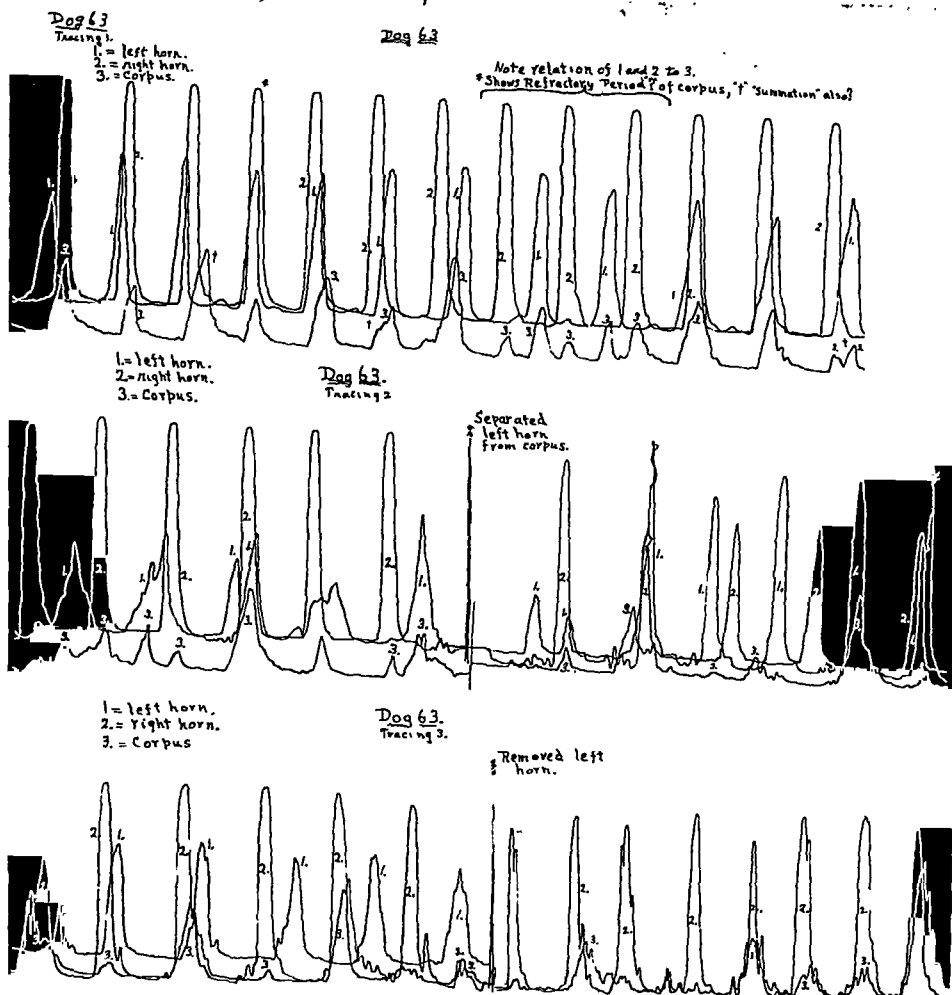 Dog 63
Tracing 1.
1. = left horn.
2. = right horn.
3. = Corpus.
Dog 63
Note relation of 1 and 2 to 3.
* Shows Refractory Period? of corpus, "†" "Summation" also?
1. = left horn.
2. = right horn.
3. = Corpus.
Dog 63.
Tracing 2
Separated
left horn
from corpus.
1 = left horn.
2. = right horn.
3. = Corpus
Dog 63.
Tracing 3.
Removed left
horn.